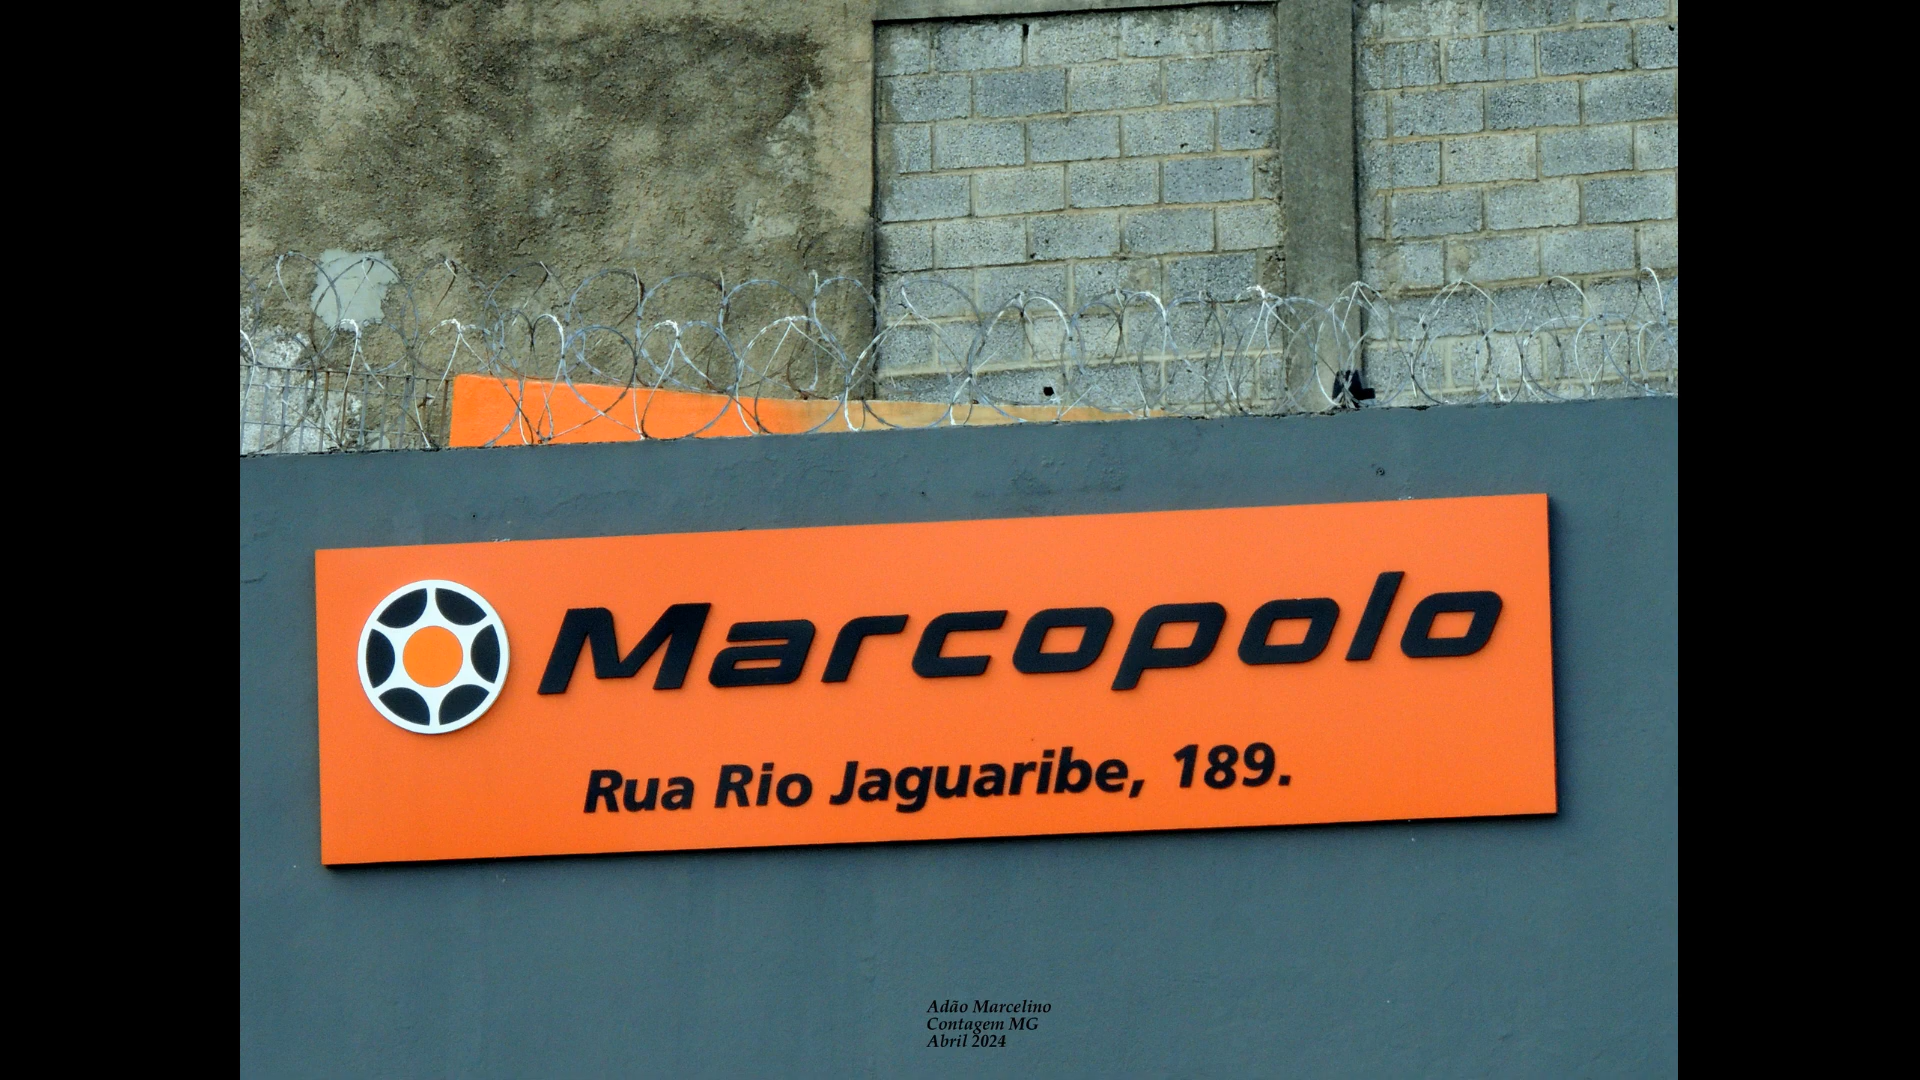 Marcopolo
Rua Rio Jaguaribe, 189.
Adão Marcelino
Contagem MG
Abril 2024